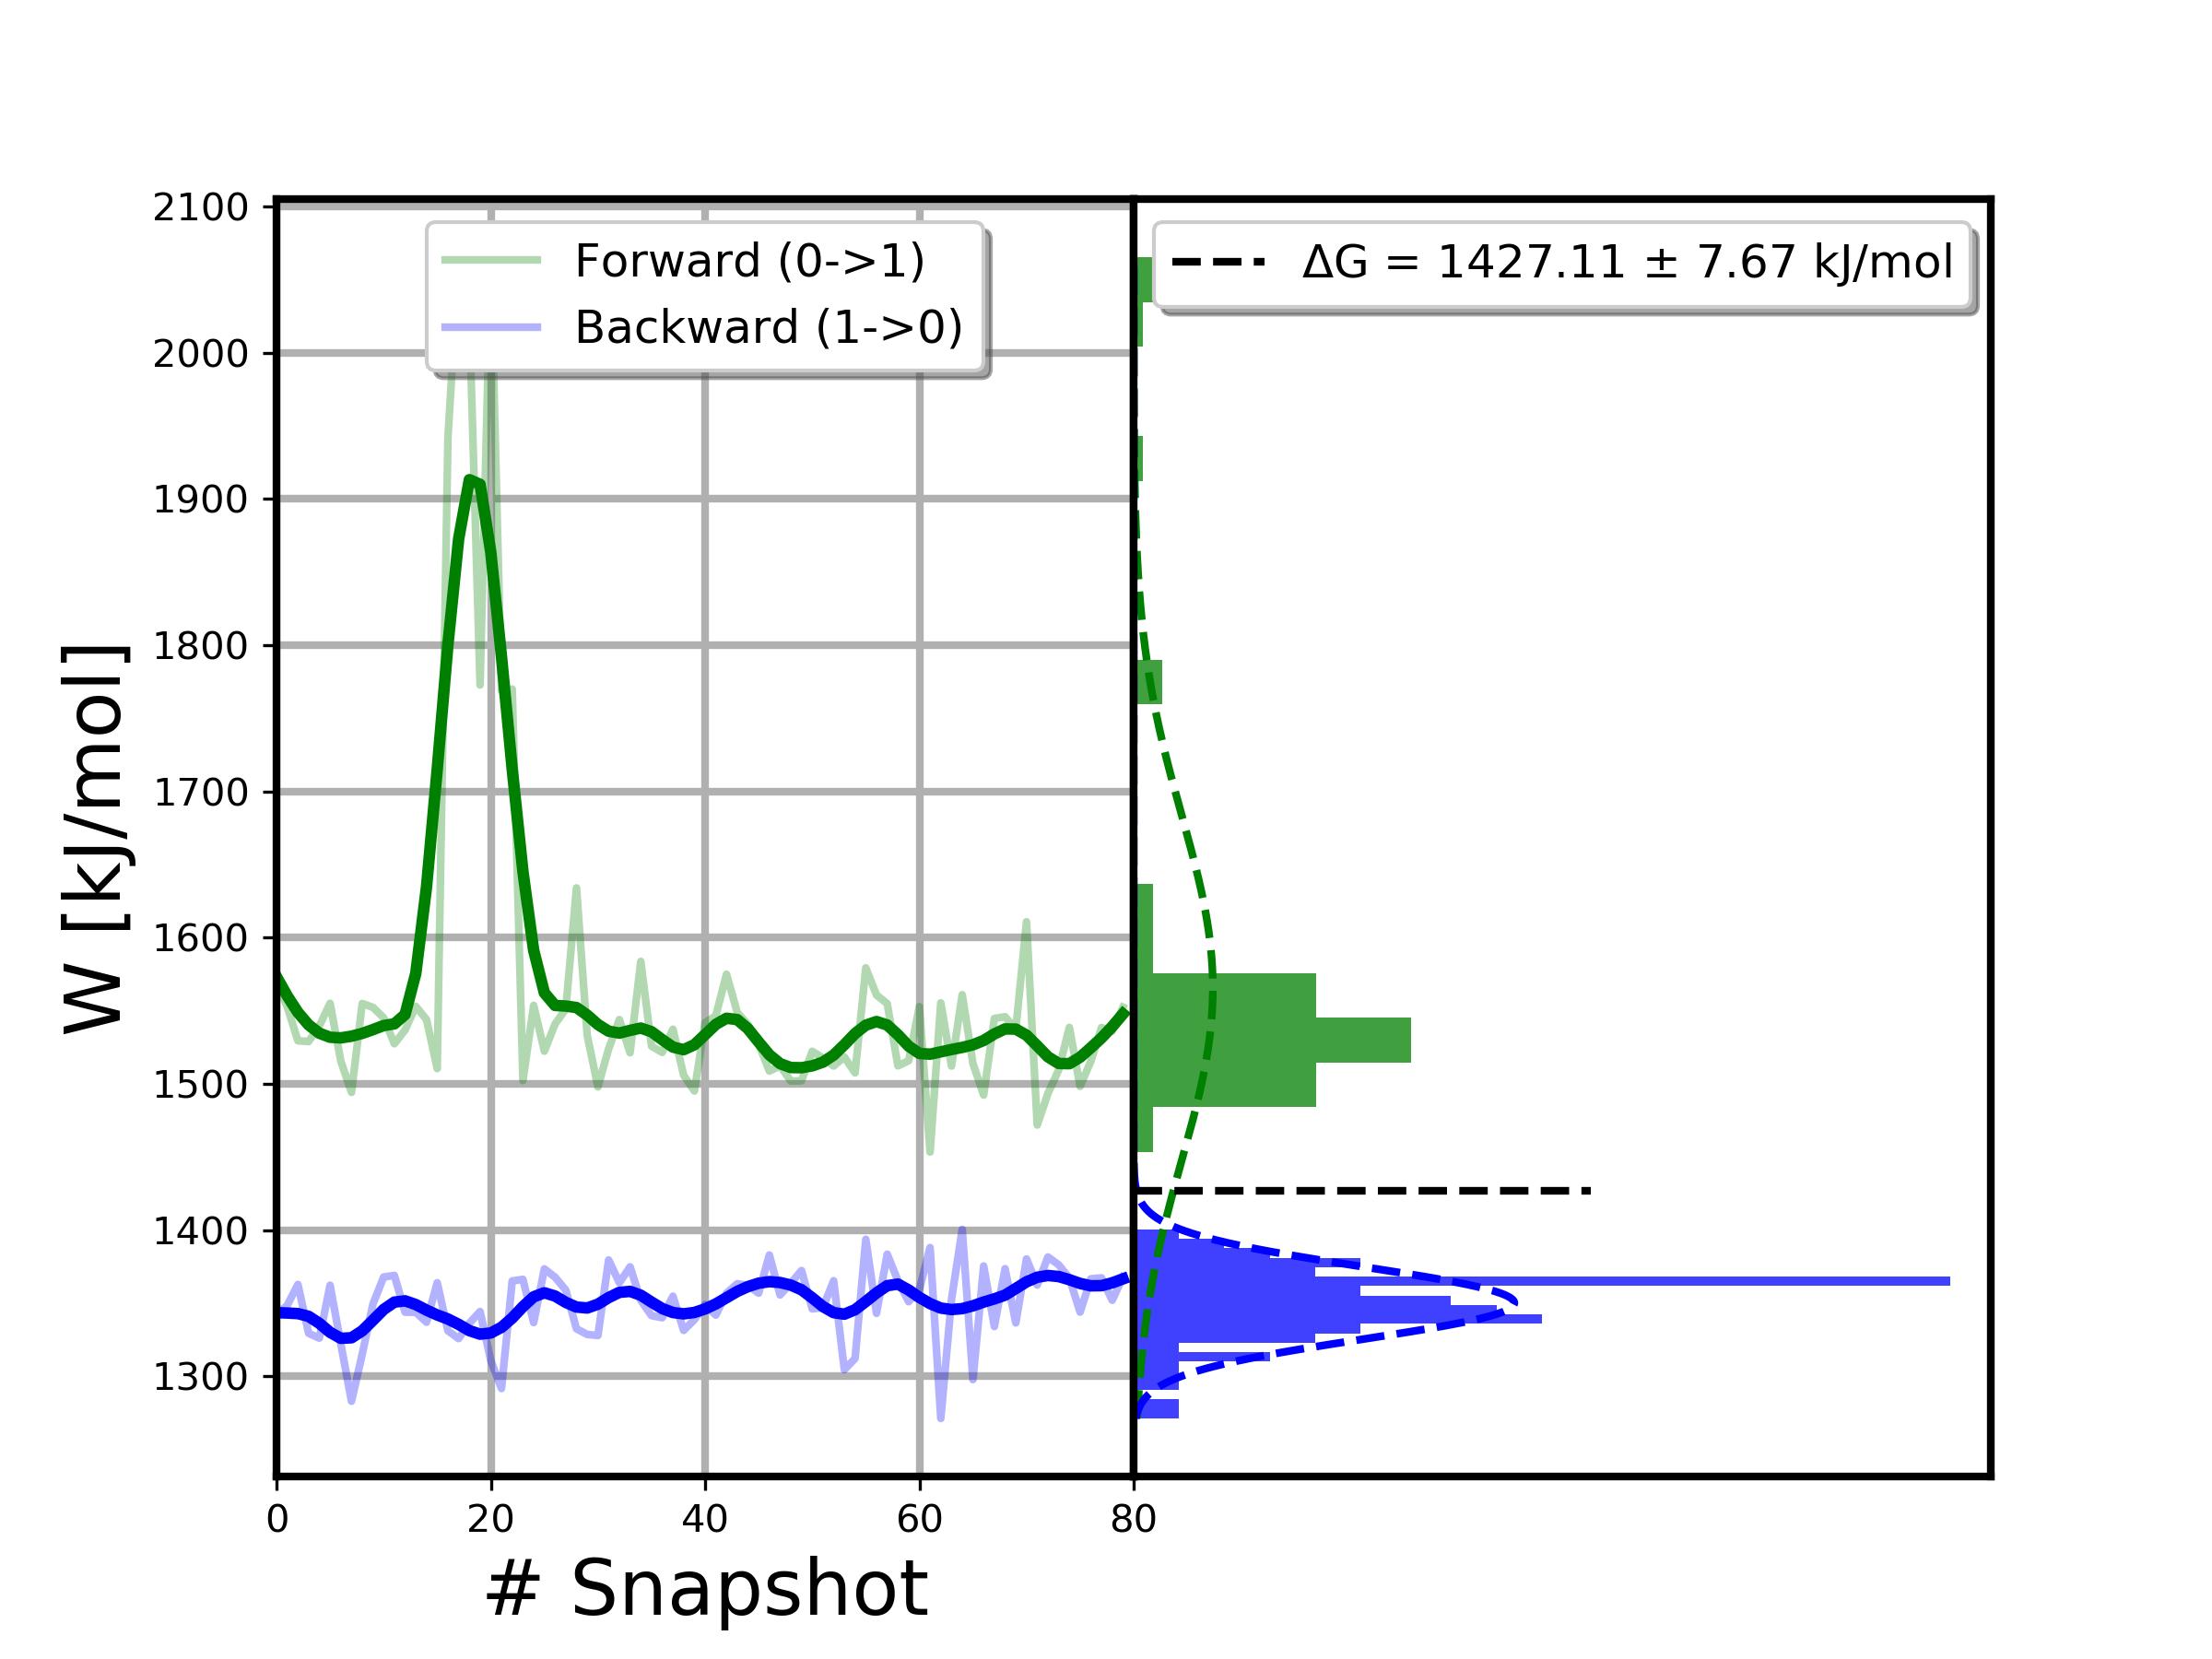 2100
2000
1900
1800
1700
1600
1500
1400
1300
W [kJ/mol]
Forward (0->1)
Backward (1->0)
ΔG = 1427.11 ± 7.67 kJ/mol
0 20 40 60 80
# Snapshot